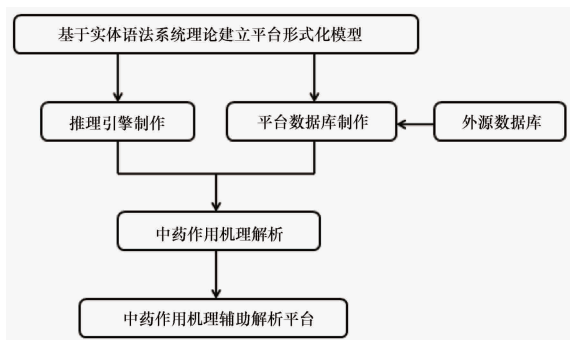 基于实体语法系统理论建立平台形式化模型
推理引擎制作
平台数据库制作
外源数据库
中药作用机理解析
中药作用机理辅助解析平台